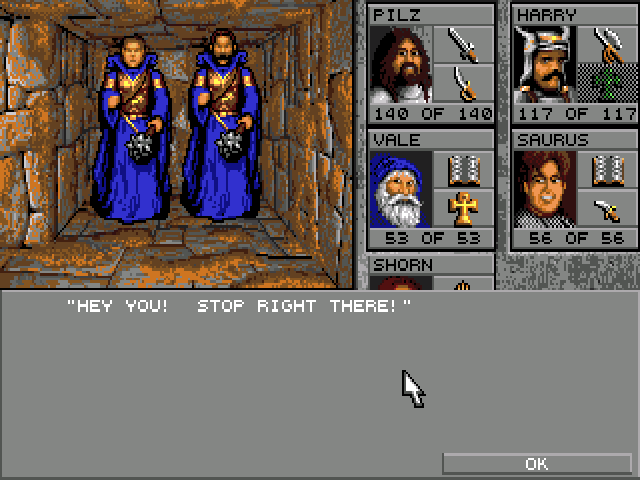 PILZ
HARRY
140 OF 140
117 OF 117
VALE
SAURUS
53 OF 53
56 OF 56
SHORN
"HEY YOU!  STOP RIGHT THERE!"
OK